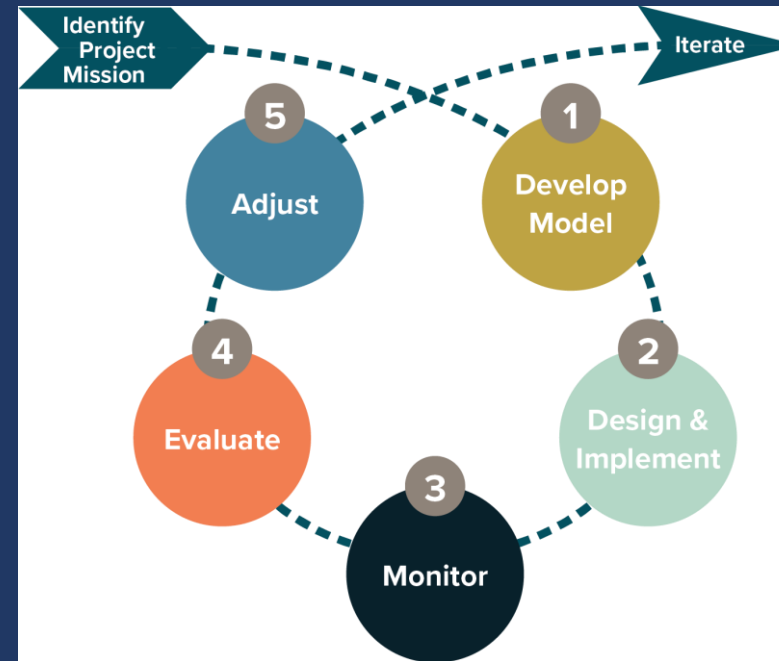 Identify
Project
Mission
Iterate
5
Adjust
1
Develop
Model
4
Evaluate
2
Design &
Implement
3
Monitor